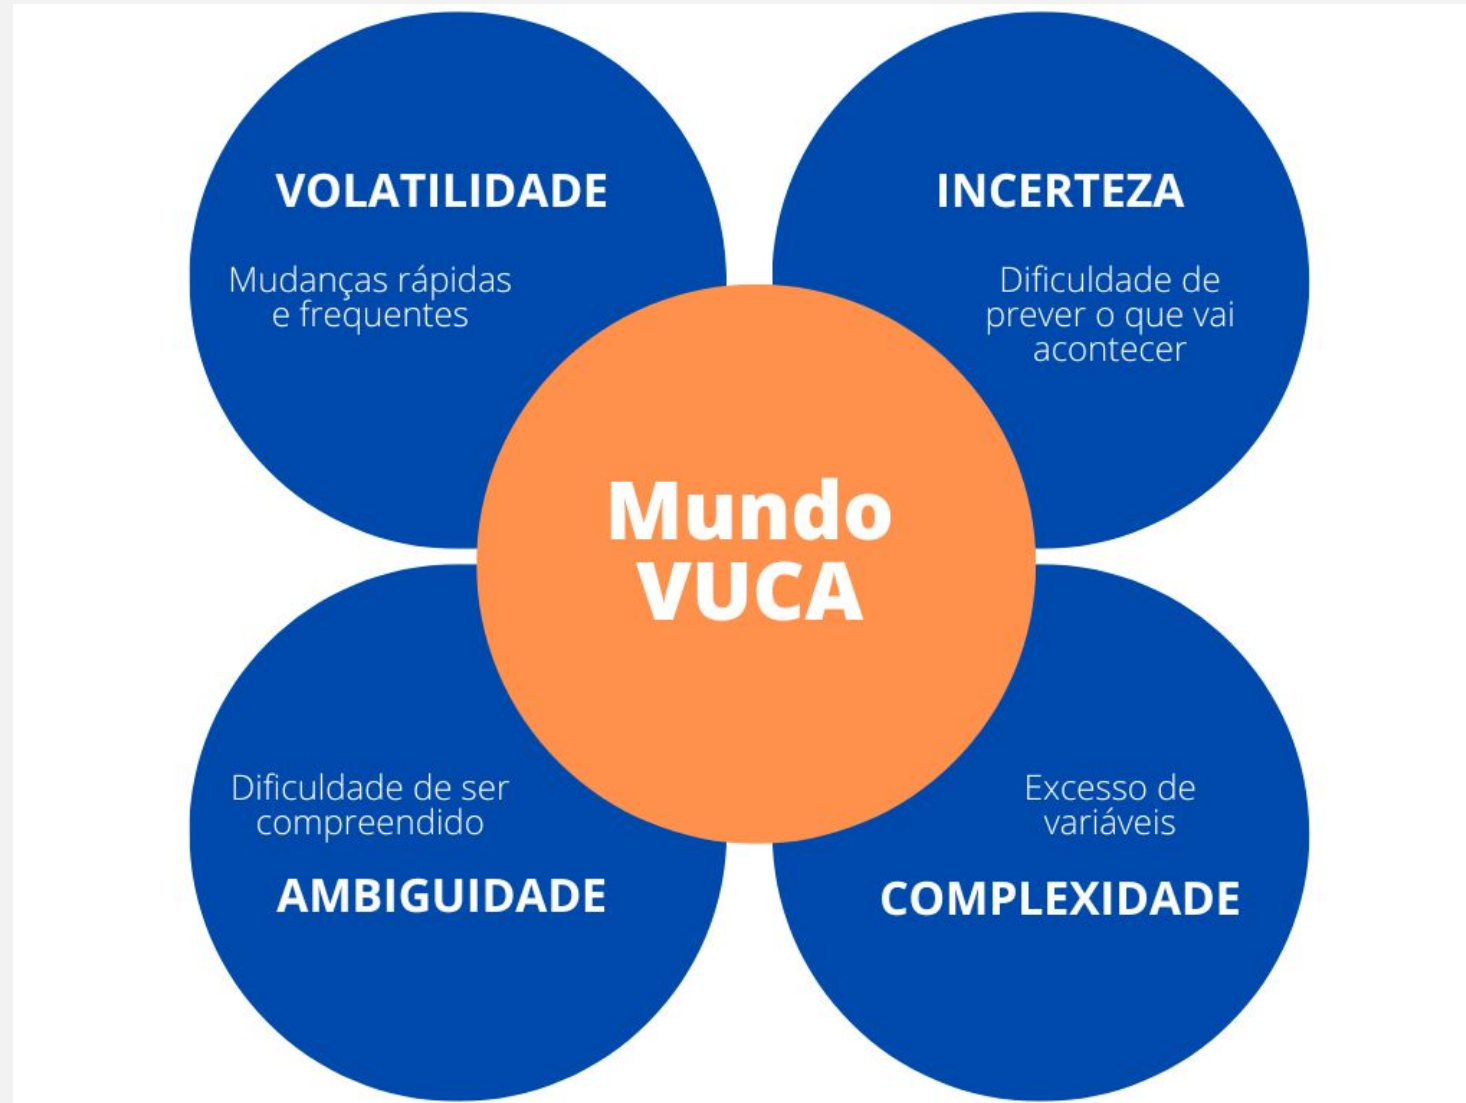 VOLATILIDADE
Mudanças rápidas
e frequentes
INCERTEZA
Dificuldade de
prever o que vai
acontecer
Mundo
VUCA
Dificuldade de ser
compreendido
AMBIGUIDADE
Excesso de
variáveis
COMPLEXIDADE